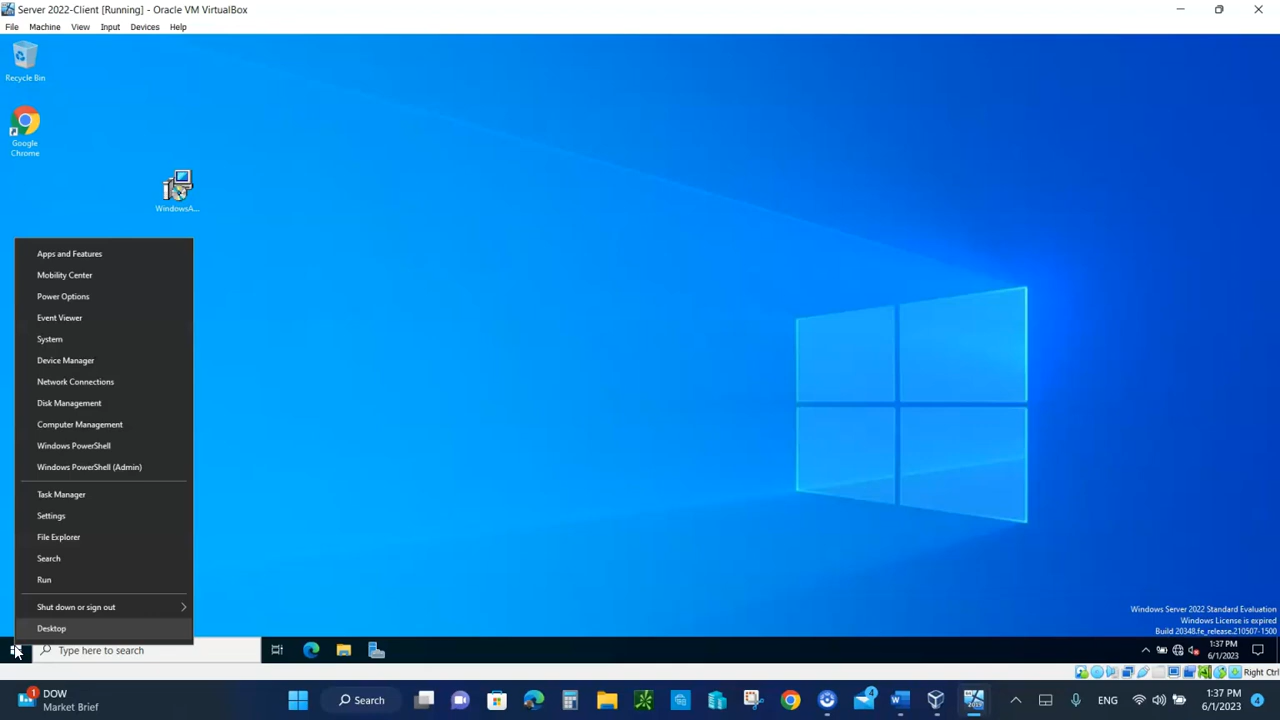 Server 2022-Client [Running] - Oracle VM VirtualBox
File Machine View Input Devices Help
Recycle Bin
Google
Chrome
WindowsA...
Apps and Features
Mobility Center
Power Options
Event Viewer
System
Device Manager
Network Connections
Disk Management
Computer Management
Windows PowerShell
Windows PowerShell (Admin)
Task Manager
Settings
File Explorer
Search
Run
Shut down or sign out
Desktop
Windows Server 2022 Standard Evaluation
Windows License is expired
Build 20348.fe_release.210507-1500
Type here to search
1:37 PM
6/1/2023
Right Ctrl
1
DOW
Market Brief
Search
4
2019
ENG
1:37 PM
6/1/2023
4